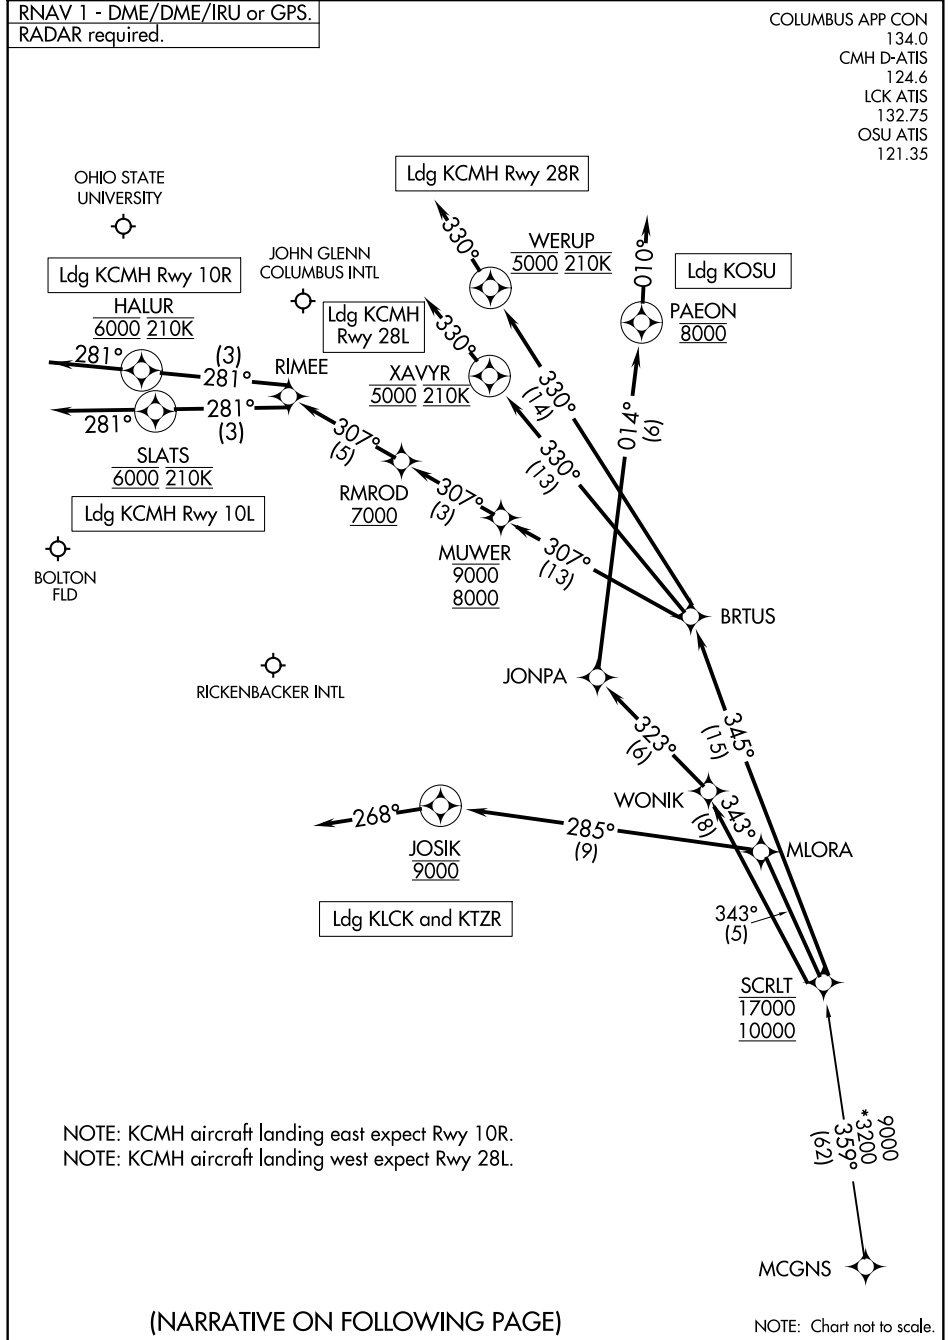 RNAV 1 - DME/DME/IRU or GPS.
RADAR required.
COLUMBUS APP CON
134.0
CMH D-ATIS
124.6
LCK ATIS
132.75
OSU ATIS
121.35
OHIO STATE
UNIVERSITY
Ldg KCMH Rwy 28R
330°
WERUP
5000 210K
010°
Ldg KOSU
PAEON
8000
JOHN GLENN
COLUMBUS INTL
Ldg KCMH Rwy 10R
HALUR
6000 210K
Ldg KCMH
Rwy 28L
330°
281°
(3)
281°
RIMEE
XAVYR
5000 210K
330°
(14)
281°
281°
(3)
SLATS
6000 210K
Ldg KCMH Rwy 10L
307°
(5)
330°
(13)
014°
(6)
RMROD
7000
307°
(3)
MUWER
9000
8000
307°
(13)
BOLTON
FLD
BRTUS
RICKENBACKER INTL
JONPA
323°
(6)
345°
(15)
WONIK
343°
(8)
268°
JOSIK
9000
285°
(9)
MLORA
Ldg KLCK and KTZR
343°
(5)
SCRLT
17000
10000
9000
*3200
359°
(62)
NOTE: KCMH aircraft landing east expect Rwy 10R.
NOTE: KCMH aircraft landing west expect Rwy 28L.
MCGNS
(NARRATIVE ON FOLLOWING PAGE)
NOTE: Chart not to scale.